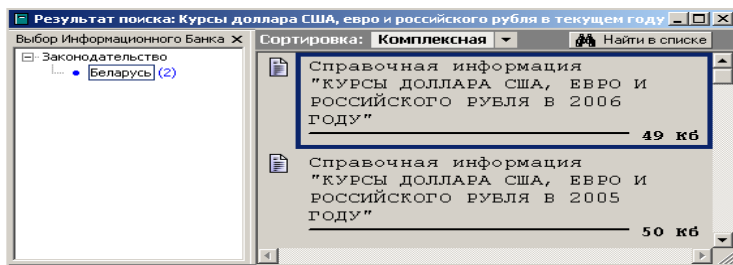 Результат поиска: Курсы доллара США, евро и российского рубля в текущем году
Выбор Информационного Банка
Сортировка: Комплексная
Найти в списке
Законодательство
Беларусь (2)
Справочная информация
"КУРСЫ ДОЛЛАРА США, ЕВРО И
РОССИЙСКОГО РУБЛЯ В 2006
ГОДУ"
49 Кб
Справочная информация
"КУРСЫ ДОЛЛАРА США, ЕВРО И
РОССИЙСКОГО РУБЛЯ В 2005
ГОДУ"
50 Кб